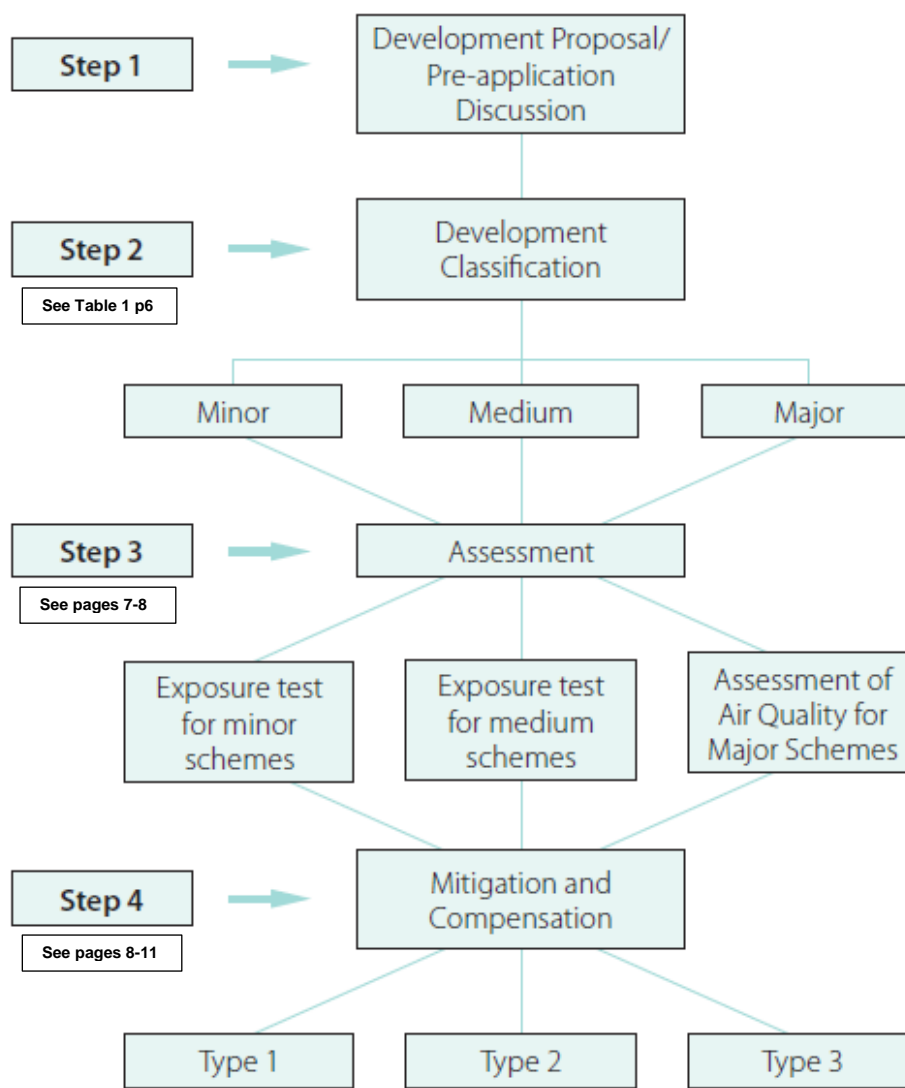 Step 1
Development Proposal/
Pre-application
Discussion
Step 2
See Table 1 p6
Development
Classification
Minor
Medium
Major
Step 3
See pages 7-8
Assessment
Exposure test
for minor
schemes
Exposure test
for medium
schemes
Assessment of
Air Quality for
Major Schemes
Step 4
See pages 8-11
Mitigation and
Compensation
Type 1
Type 2
Type 3